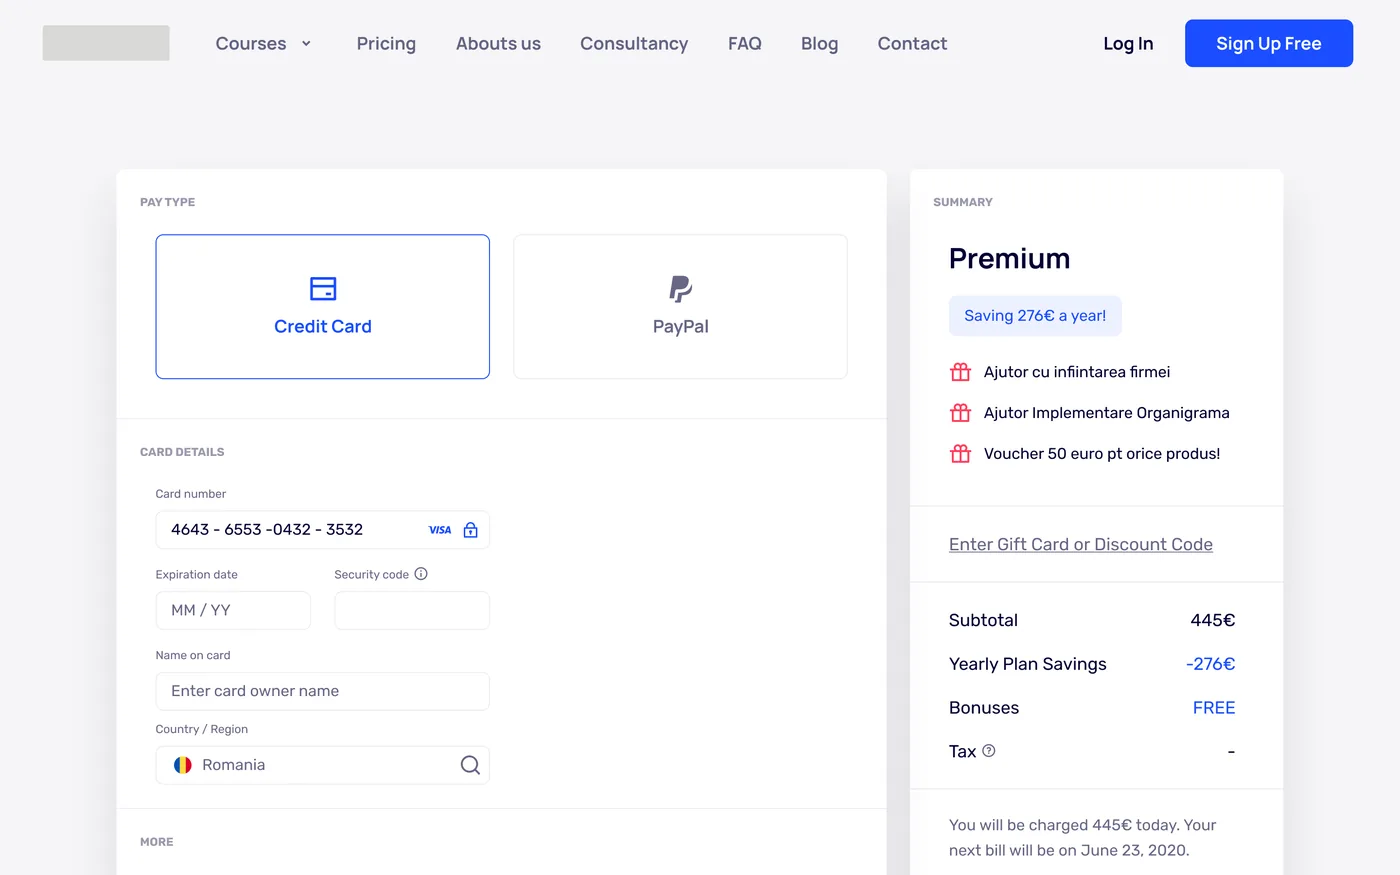 Courses
Pricing
Abouts us
Consultancy
FAQ
Blog
Contact
Log In
Sign Up Free
PAY TYPE
Credit Card
PayPal
CARD DETAILS
Card number
4643 - 6553 -0432 - 3532
VISA
Expiration date
Security code
MM / YY
Name on card
Enter card owner name
Country / Region
Romania
MORE
SUMMARY
Premium
Saving 276€ a year!
Ajutor cu infiintarea firmei
Ajutor Implementare Organigrama
Voucher 50 euro pt orice produs!
Enter Gift Card or Discount Code
Subtotal 445€
Yearly Plan Savings -276€
Bonuses FREE
Tax -
You will be charged 445€ today. Your
next bill will be on June 23, 2020.